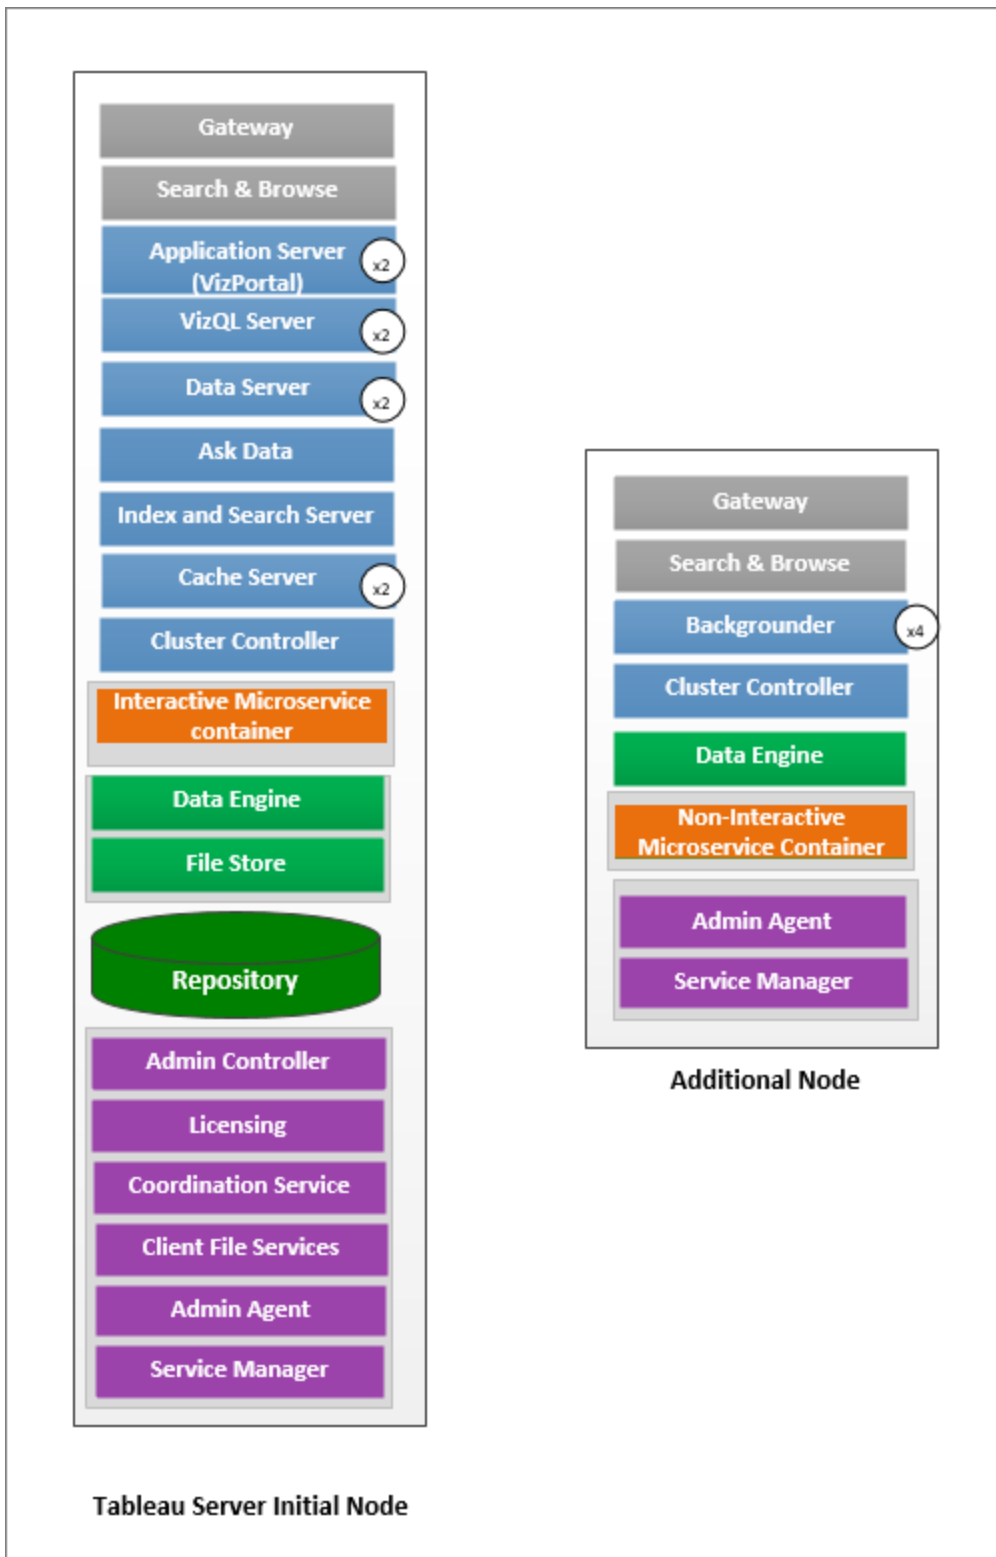 Gateway
Search & Browse
Application Server
(VizPortal)
x2
VizQL Server
x2
Data Server
x2
Ask Data
Index and Search Server
Cache Server
x2
Cluster Controller
Interactive Microservice
container
Data Engine
File Store
Repository
Admin Controller
Licensing
Coordination Service
Client File Services
Admin Agent
Service Manager
Tableau Server Initial Node
Gateway
Search & Browse
Backgrounder
x4
Cluster Controller
Data Engine
Non-Interactive
Microservice Container
Admin Agent
Service Manager
Additional Node